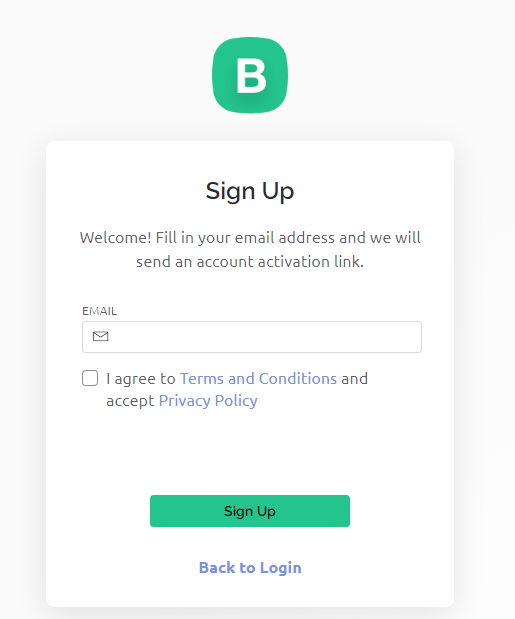 B
Sign Up
Welcome! Fill in your email address and we will
send an account activation link.
EMAIL
I agree to Terms and Conditions and
accept Privacy Policy
Sign Up
Back to Login